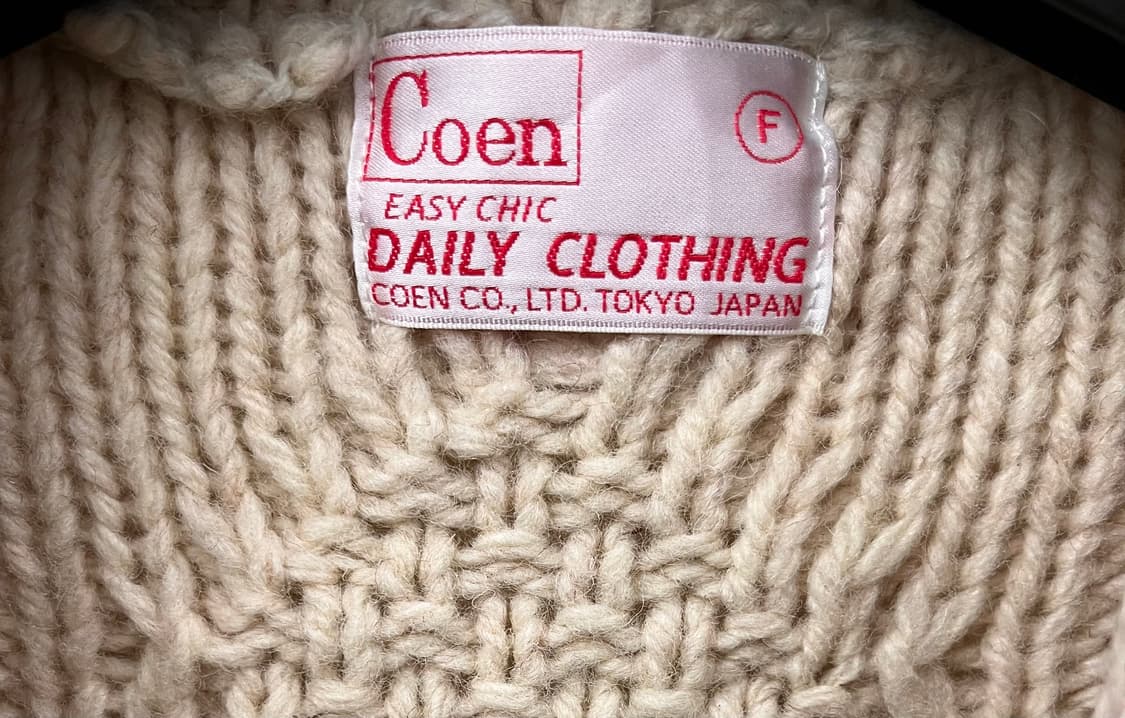 Coen
F
EASY CHIC
DAILY CLOTHING
COEN CO., LTD. TOKYO JAPAN